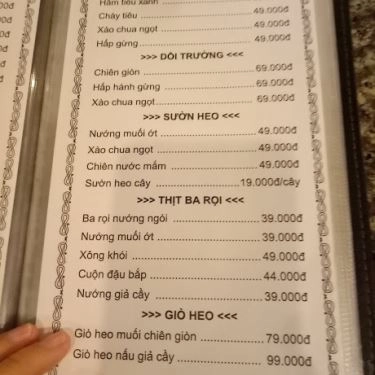 Hầm tiêu xanh
Cháy tiêu ........ 49.000đ
Xào chua ngọt ........ 49.000đ
Hấp gừng ........ 49.000đ
>>> DỒI TRƯỜNG <<<
Chiên giòn ........ 69.000đ
Hấp hành gừng ........ 69.000đ
Xào chua ngọt ........ 69.000đ
>>> SƯỜN HEO <<<
Nướng muối ớt ........ 49.000đ
Xào chua ngọt ........ 49.000đ
Chiên nước mắm ........ 49.000đ
Sườn heo cây ........ 19.000đ/cây
>>> THỊT BA RỌI <<<
Ba rọi nướng ngói ........ 39.000đ
Nướng muối ớt ........ 39.000đ
Xông khói ........ 49.000đ
Cuộn đậu bắp ........ 44.000đ
Nướng giả cầy ........ 39.000đ
>>> GIÒ HEO <<<
Giò heo muối chiên giòn ........ 79.000đ
Giò heo nấu giả cầy ........ 99.000đ